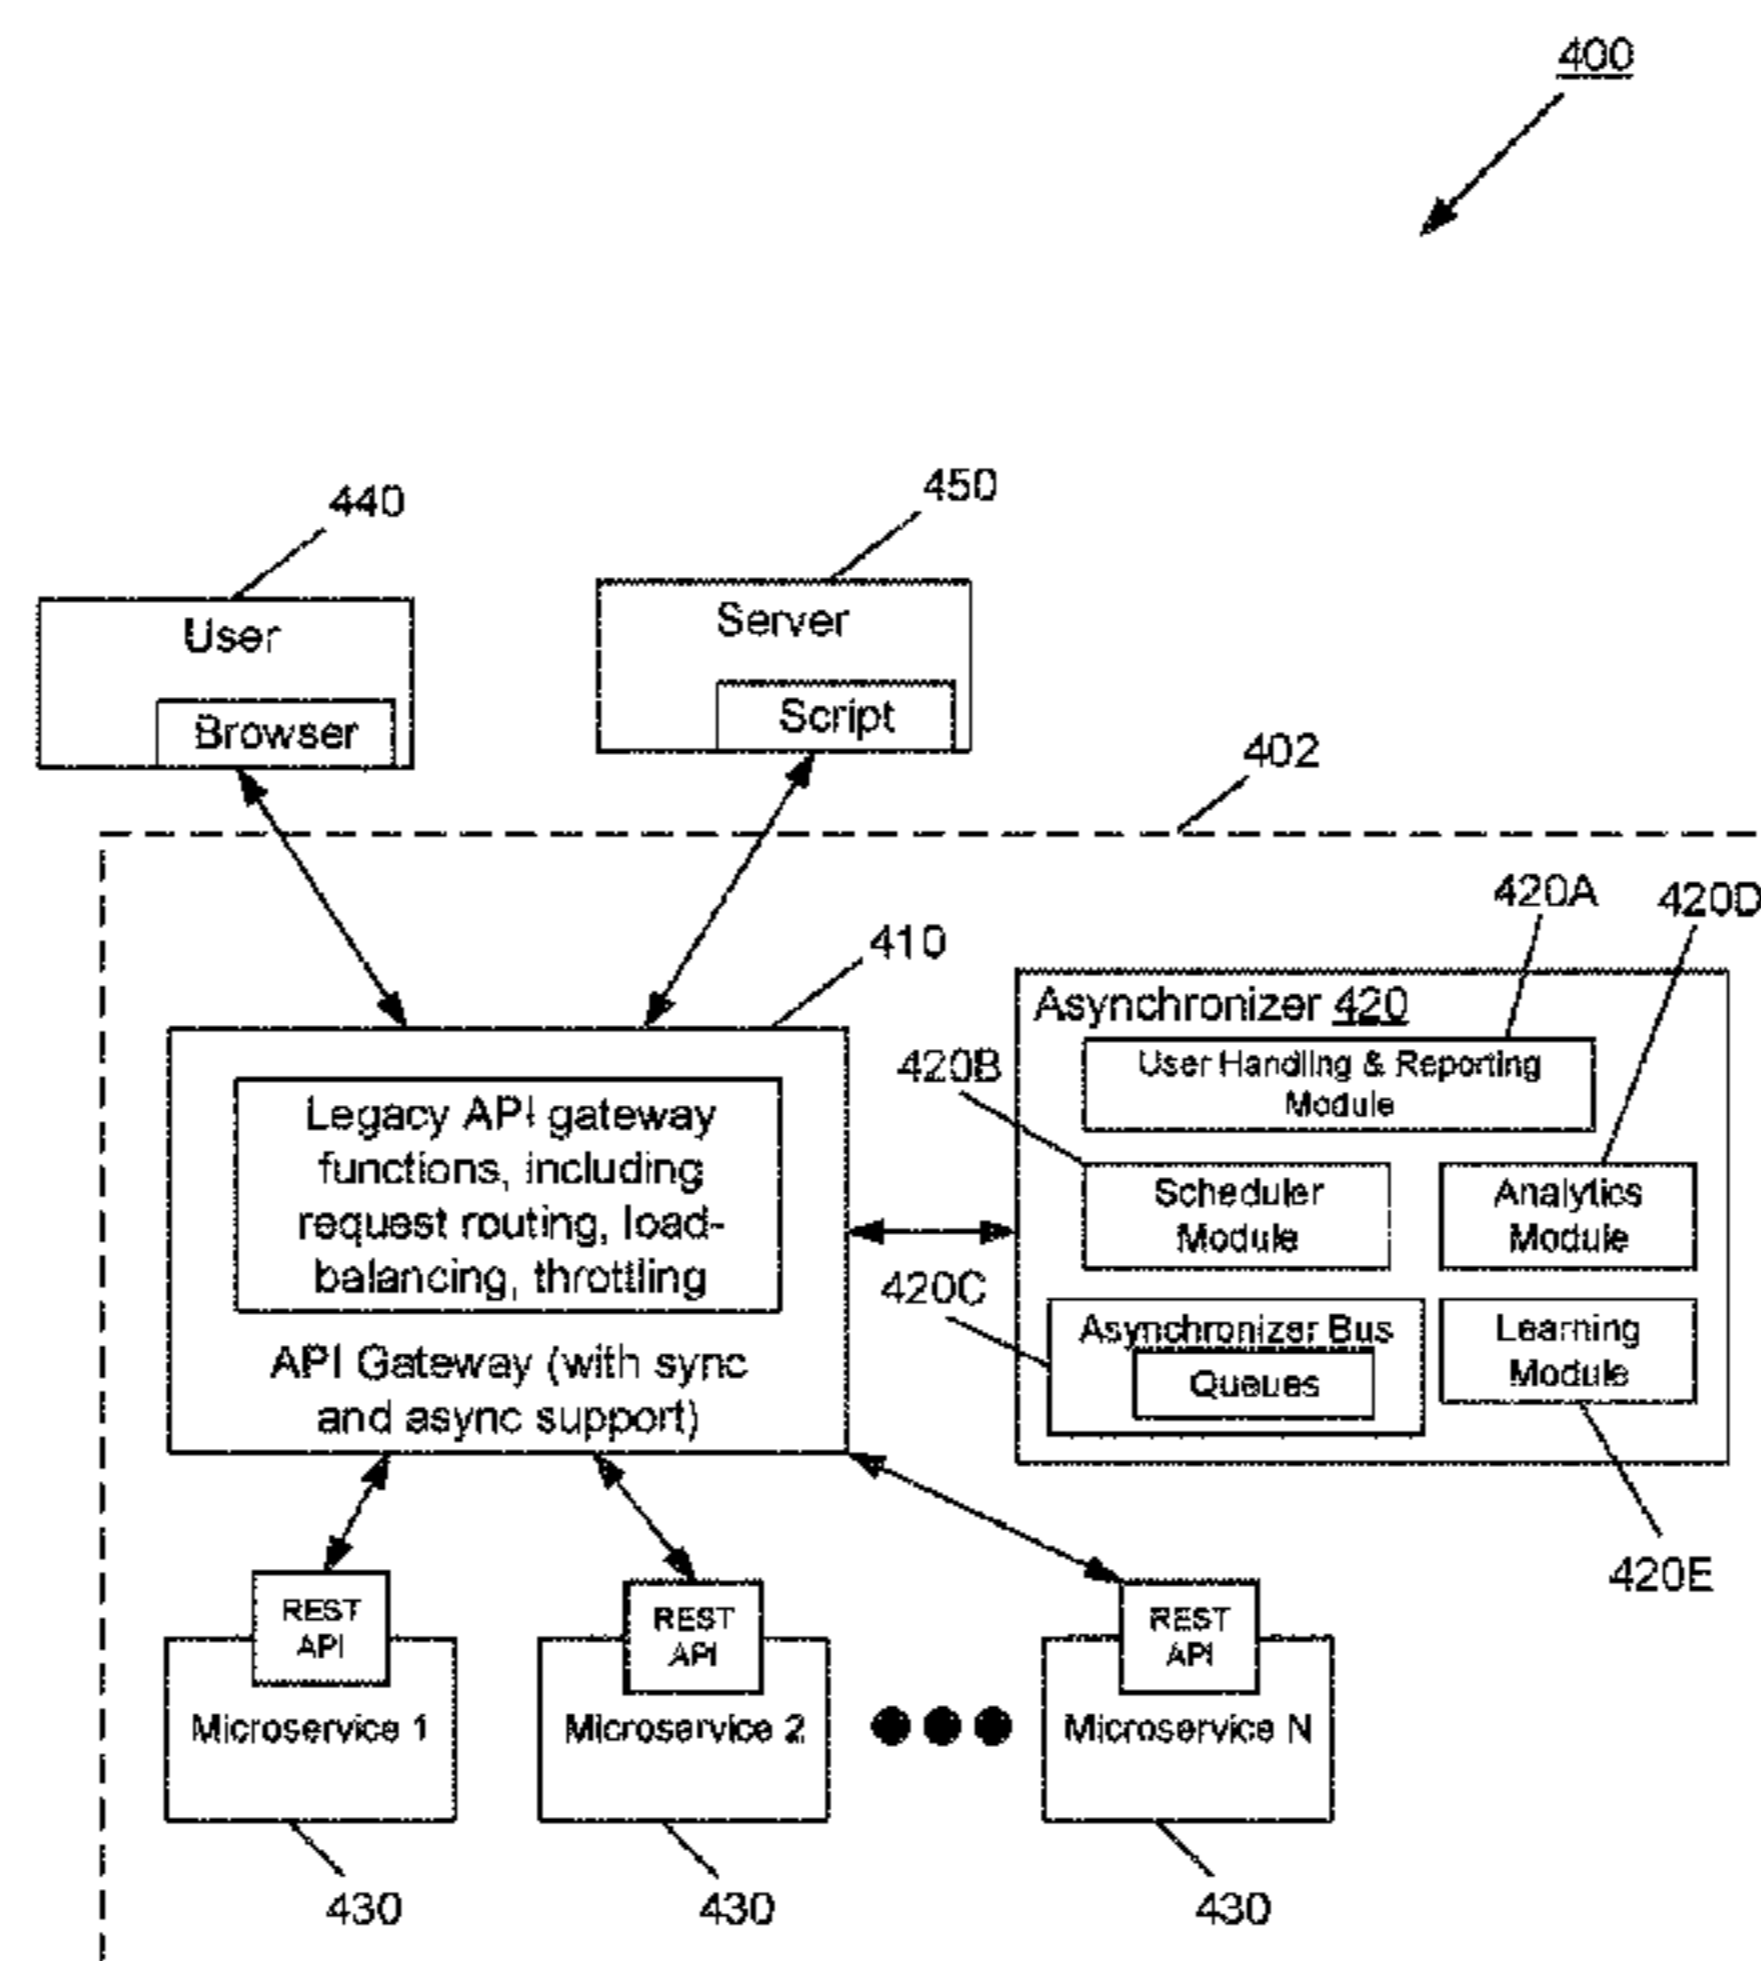 400
440
450
User
Browser
Server
Script
402
420A
420D
410
Asynchronizer 420
User Handling & Reporting
Module
420B
Legacy API gateway
functions, including
request routing, load-
balancing, throttling
Scheduler
Module
Analytics
Module
420C
Asynchronizer Bus
Queues
Learning
Module
API Gateway (with sync
and async support)
420E
REST
API
Microservice 1
REST
API
Microservice 2
REST
API
Microservice N
430
430
430